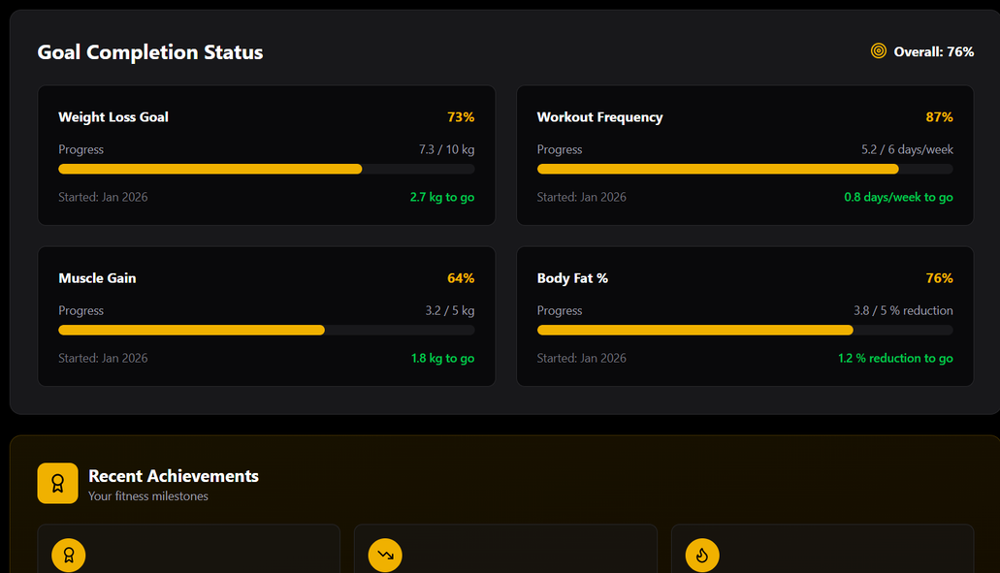 Goal Completion Status
Overall: 76%
Weight Loss Goal
73%
Progress
7.3 / 10 kg
Started: Jan 2026
2.7 kg to go
Workout Frequency
87%
Progress
5.2 / 6 days/week
Started: Jan 2026
0.8 days/week to go
Muscle Gain
64%
Progress
3.2 / 5 kg
Started: Jan 2026
1.8 kg to go
Body Fat %
76%
Progress
3.8 / 5 % reduction
Started: Jan 2026
1.2 % reduction to go
Recent Achievements
Your fitness milestones